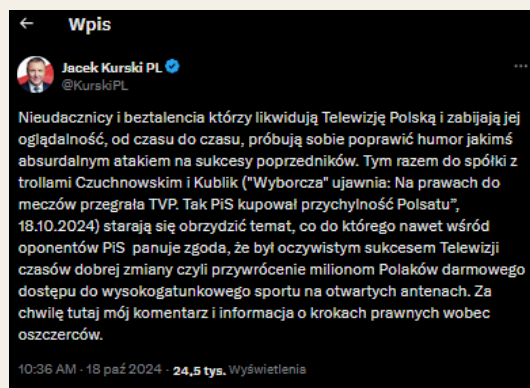 ← Wpis
Jacek Kurski PL
@KurskiPL
Nieudacznicy i beztalencia którzy likwidują Telewizję Polską i zabijają jej
oglądalność, od czasu do czasu, próbują sobie poprawić humor jakimś
absurdalnym atakiem na sukcesy poprzedników. Tym razem do spółki z
trollami Czuchnowskim i Kublik ("Wyborcza" ujawnia: Na prawach do
meczów przegrała TVP. Tak PiS kupował przychylność Polsatu”,
18.10.2024) starają się obrzydzić temat, co do którego nawet wśród
oponentów PiS panuje zgoda, że był oczywistym sukcesem Telewizji
czasów dobrej zmiany czyli przywrócenie milionom Polaków darmowego
dostępu do wysokogatunkowego sportu na otwartych antenach. Za
chwilę tutaj mój komentarz i informacja o krokach prawnych wobec
oszczerców.
10:36 AM · 18 paź 2024 · 24,5 tys. Wyświetlenia